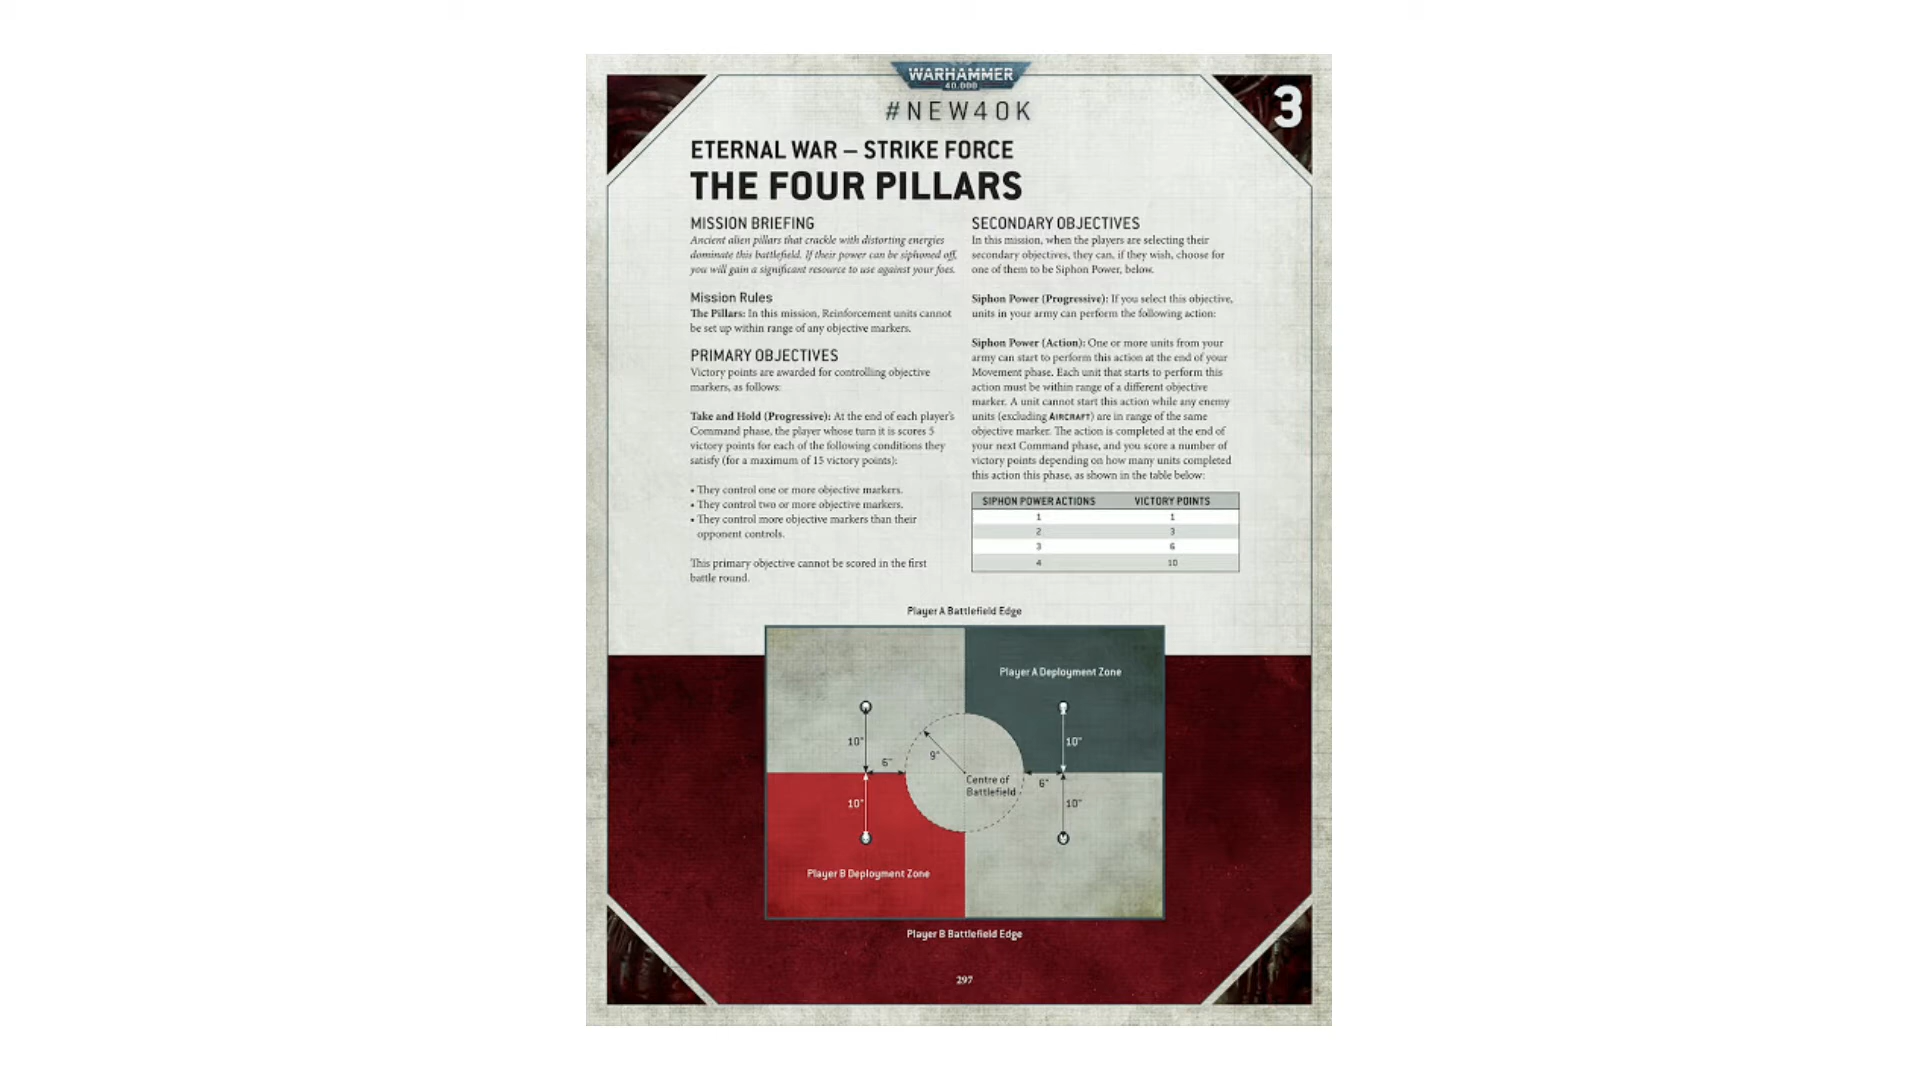 WARHAMMER
40,000
#NEW40K
3
ETERNAL WAR – STRIKE FORCE
THE FOUR PILLARS
MISSION BRIEFING
Ancient alien pillars that crackle with distorting energies
dominate this battlefield. If their power can be siphoned off,
you will gain a significant resource to use against your foes.
Mission Rules
The Pillars: In this mission, Reinforcement units cannot
be set up within range of any objective markers.
PRIMARY OBJECTIVES
Victory points are awarded for controlling objective
markers, as follows:
Take and Hold (Progressive): At the end of each player's
Command phase, the player whose turn it is scores 5
victory points for each of the following conditions they
satisfy (for a maximum of 15 victory points):
• They control one or more objective markers.
• They control two or more objective markers.
• They control more objective markers than their
opponent controls.
This primary objective cannot be scored in the first
battle round.
SECONDARY OBJECTIVES
In this mission, when the players are selecting their
secondary objectives, they can, if they wish, choose for
one of them to be Siphon Power, below.
Siphon Power (Progressive): If you select this objective,
units in your army can perform the following action:
Siphon Power (Action): One or more units from your
army can start to perform this action at the end of your
Movement phase. Each unit that starts to perform this
action must be within range of a different objective
marker. A unit cannot start this action while any enemy
units (excluding AIRCRAFT) are in range of the same
objective marker. The action is completed at the end of
your next Command phase, and you score a number of
victory points depending on how many units completed
this action this phase, as shown in the table below:
SIPHON POWER ACTIONS VICTORY POINTS
1 1
2 3
3 6
4 10
Player A Battlefield Edge
Player A Deployment Zone
10" 10"
9"
6"
Centre of
Battlefield
6"
10" 10"
Player B Deployment Zone
Player B Battlefield Edge
297